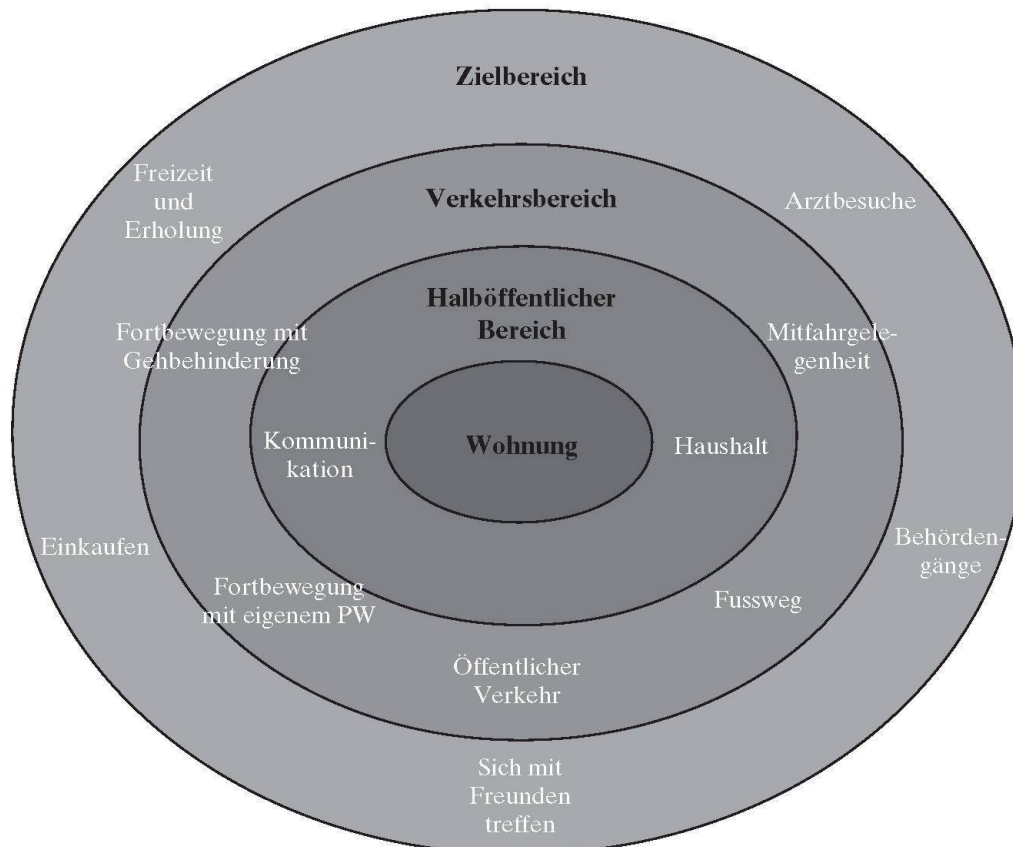 Zielbereich
Freizeit
und
Erholung
Verkehrsbereich
Arztbesuche
Halböffentlicher
Bereich
Fortbewegung mit
Gehbehinderung
Mitfahrgele-
genheit
Kommuni-
kation
Wohnung
Haushalt
Einkaufen
Behörden-
gänge
Fortbewegung
mit eigenem PW
Fussweg
Öffentlicher
Verkehr
Sich mit
Freunden
treffen